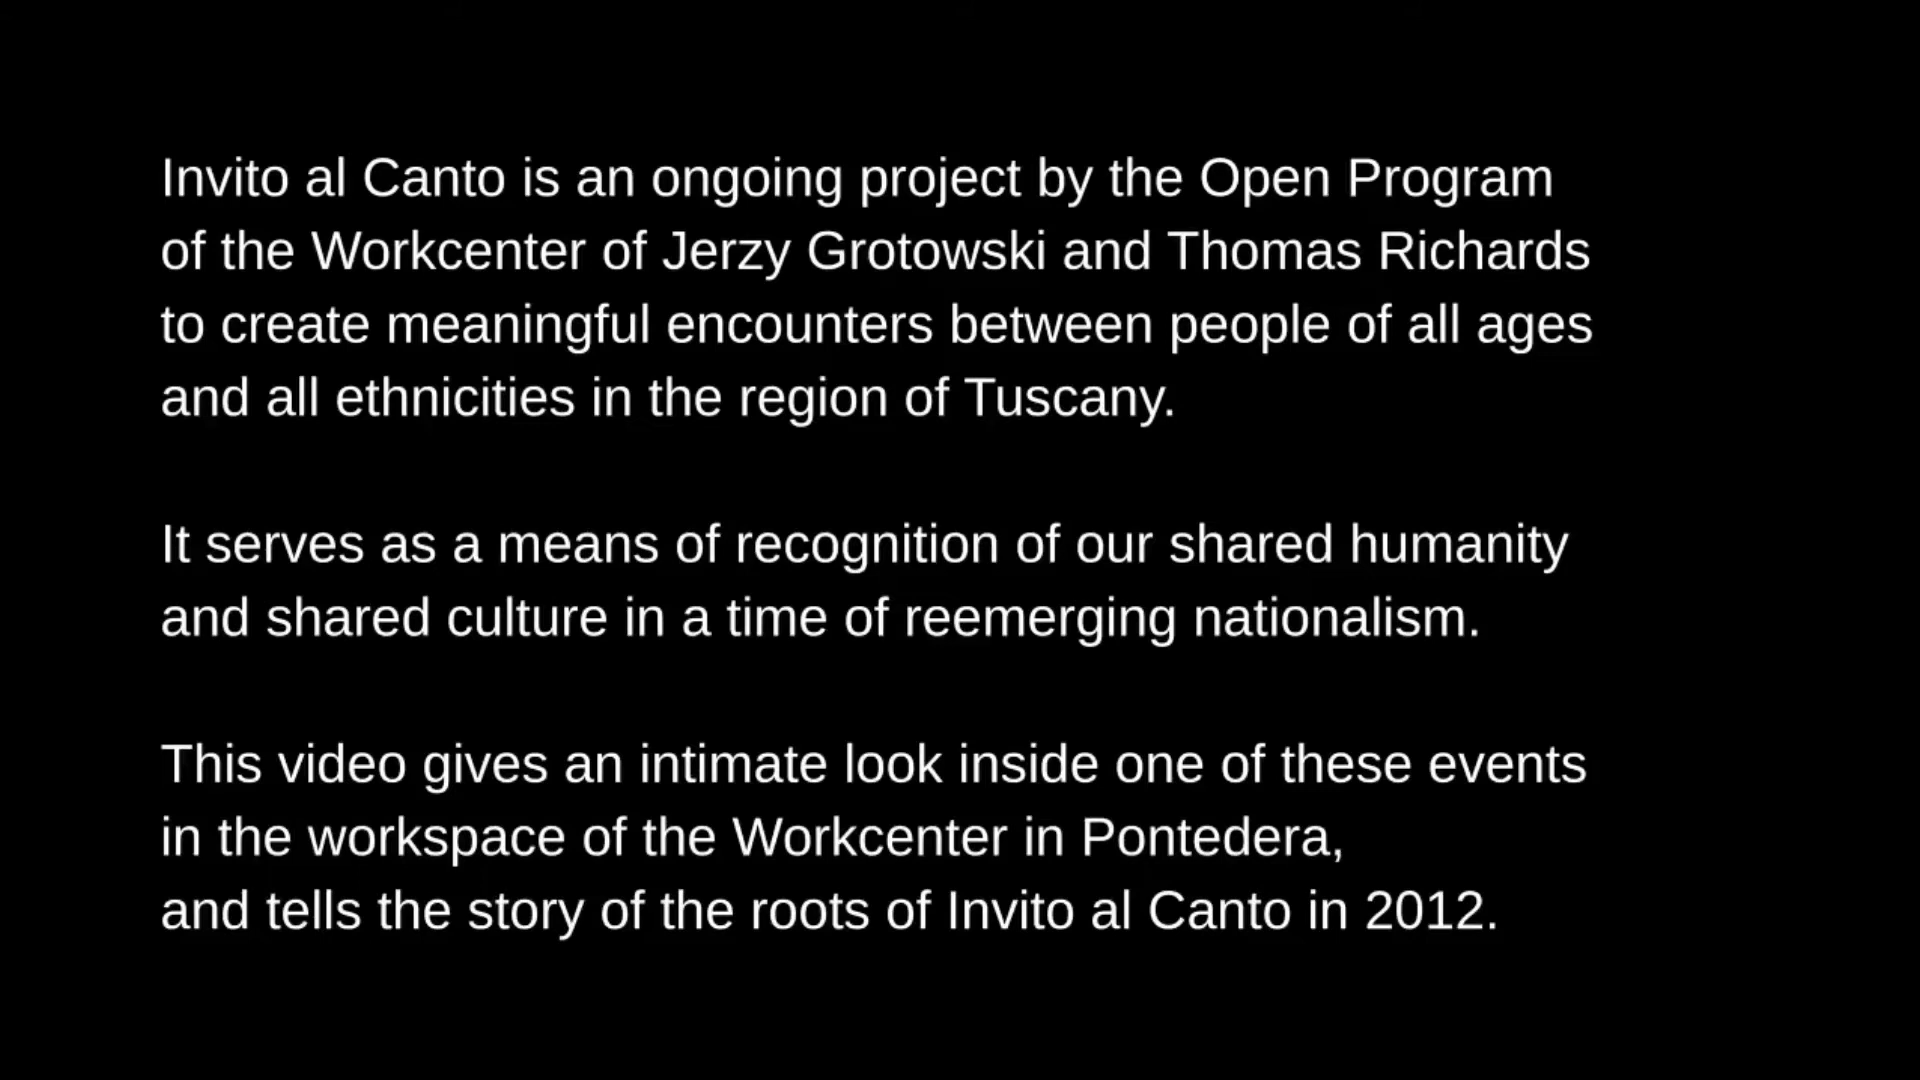 Invito al Canto is an ongoing project by the Open Program
of the Workcenter of Jerzy Grotowski and Thomas Richards
to create meaningful encounters between people of all ages
and all ethnicities in the region of Tuscany.
It serves as a means of recognition of our shared humanity
and shared culture in a time of reemerging nationalism.
This video gives an intimate look inside one of these events
in the workspace of the Workcenter in Pontedera,
and tells the story of the roots of Invito al Canto in 2012.